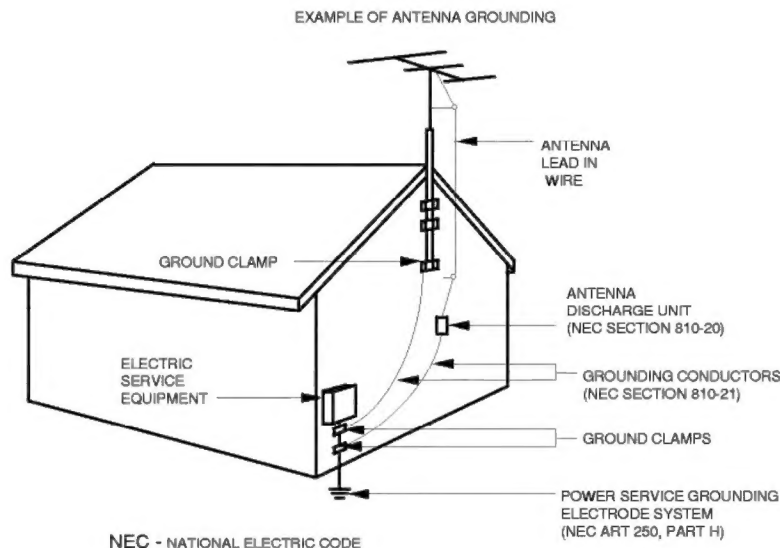 EXAMPLE OF ANTENNA GROUNDING
ANTENNA
LEAD IN
WIRE
GROUND CLAMP
ANTENNA
DISCHARGE UNIT
(NEC SECTION 810-20)
ELECTRIC
SERVICE
EQUIPMENT
GROUNDING CONDUCTORS
(NEC SECTION 810-21)
GROUND CLAMPS
POWER SERVICE GROUNDING
ELECTRODE SYSTEM
(NEC ART 250, PART H)
NEC - NATIONAL ELECTRIC CODE